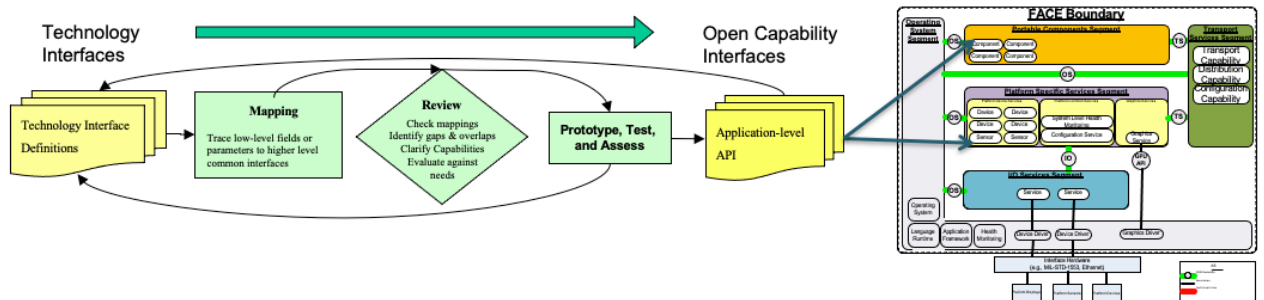 Technology
Interfaces
Open Capability
Interfaces
Technology Interface
Definitions
Mapping
Trace low-level fields or
parameters to higher level
common interfaces
Review
Check mappings
Identify gaps & overlaps
Clarify Capabilities
Evaluate against
needs
Prototype, Test,
and Assess
Application-level
API
FACE Boundary
Operating
System
Segment
Portable Components Segment
Component
Component
Component
Component
OS
TS
Transport
Services Segment
Transport
Capability
Distribution
Capability
Configuration
Capability
OS
Platform Specific Services Segment
Device
Device
Device
Device
Sensor
Sensor
System Level Health
Monitoring
Configuration Service
Graphics
Service
OS
TS
IO
GPU
API
I/O Services Segment
Service
Service
OS
Operating
System
Language
Runtime
Application
Framework
Health
Monitoring
Device Driver
Device Driver
Graphics Driver
Interface Hardware
(e.g., MIL-STD-1553, Ethernet)